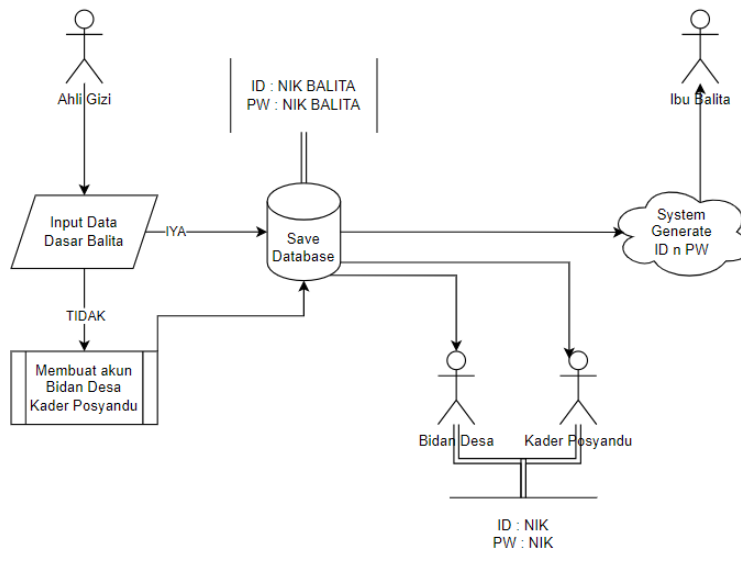 Ahli Gizi
ID : NIK BALITA
PW : NIK BALITA
Ibu Balita
Input Data
Dasar Balita
IYA
Save
Database
System
Generate
ID n PW
TIDAK
Membuat akun
Bidan Desa
Kader Posyandu
Bidan Desa
Kader Posyandu
ID : NIK
PW : NIK